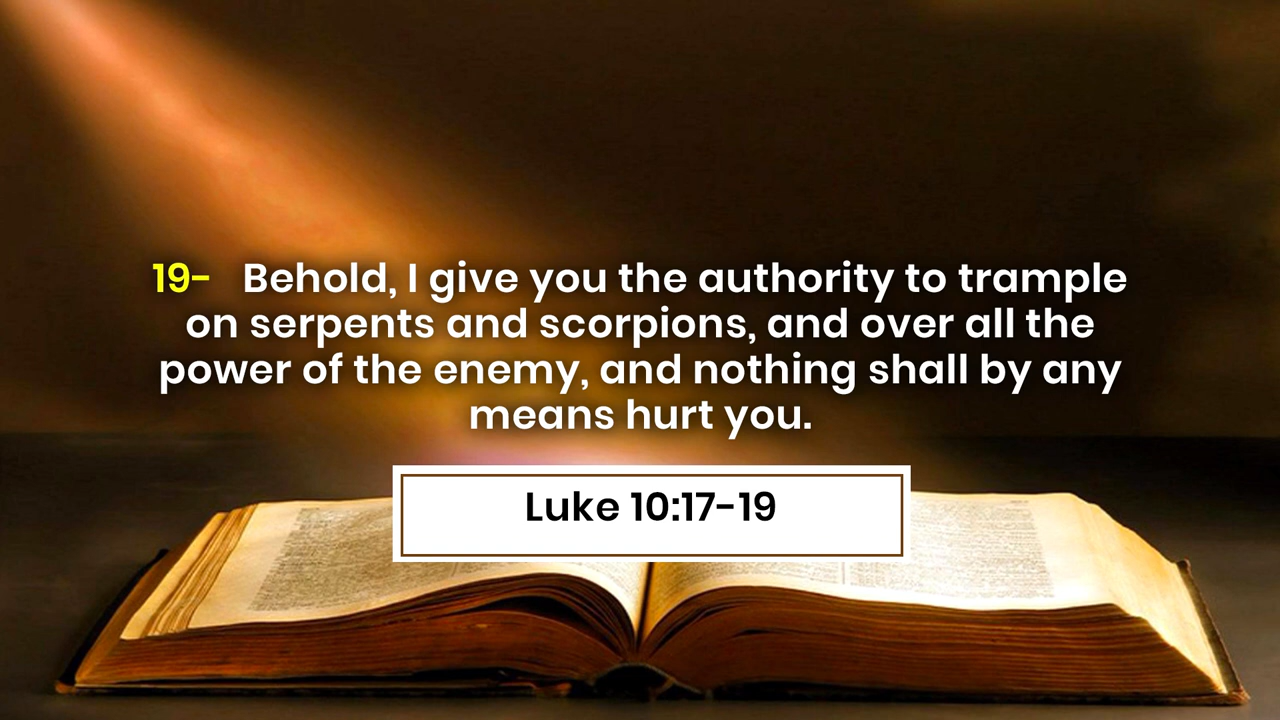 19- Behold, I give you the authority to trample
on serpents and scorpions, and over all the
power of the enemy, and nothing shall by any
means hurt you.
Luke 10:17-19